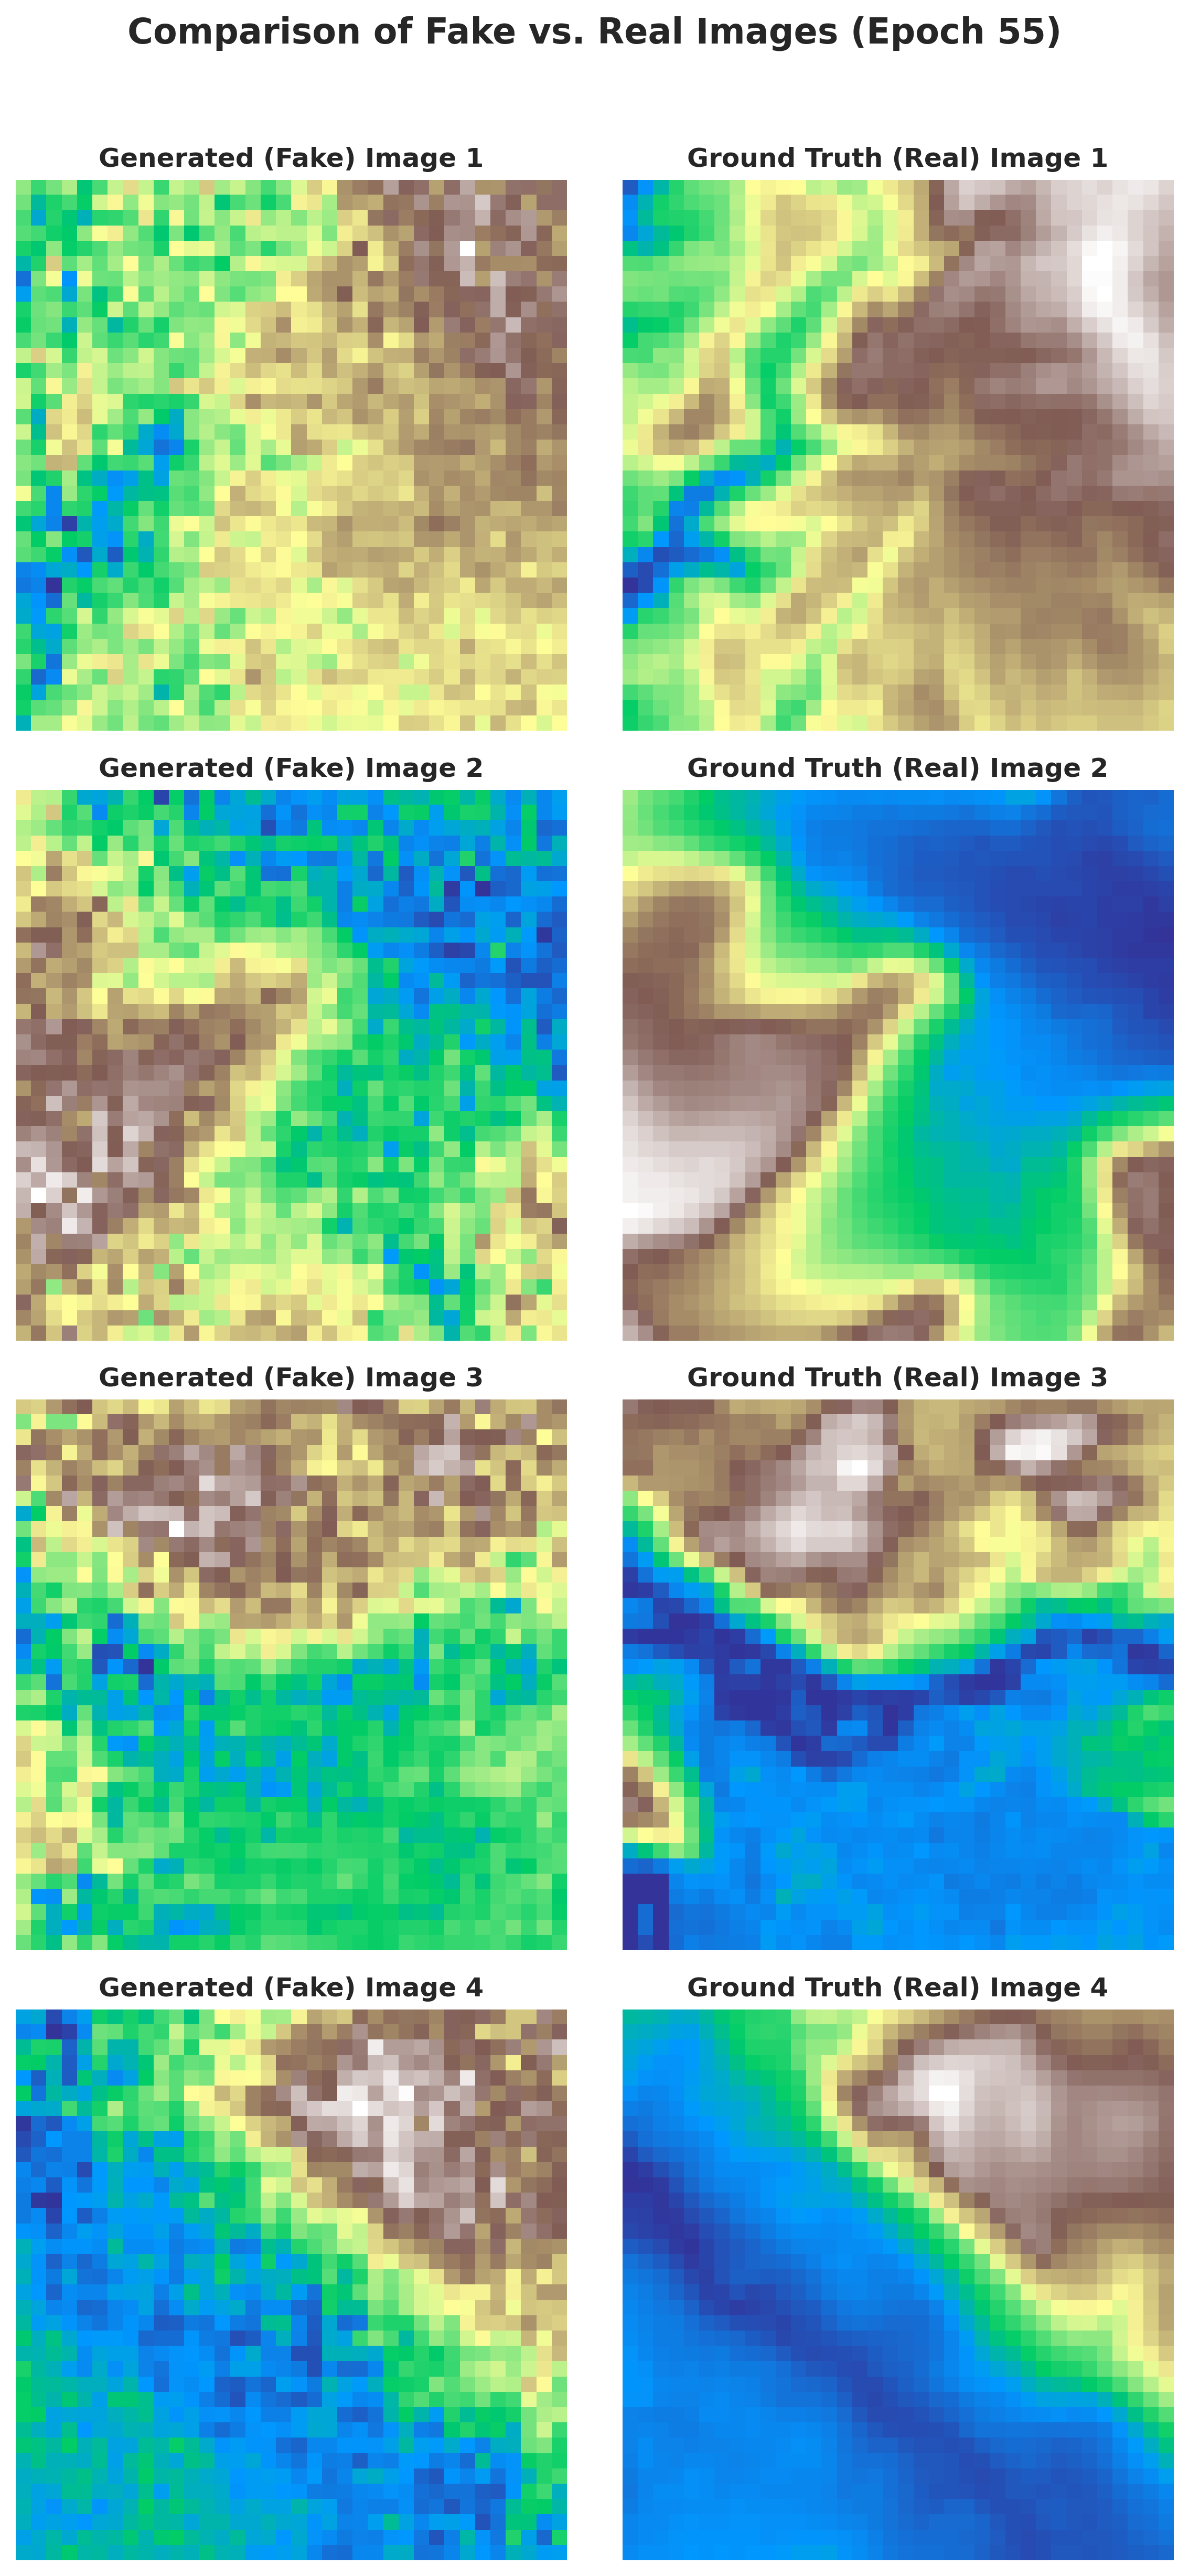 Comparison of Fake vs. Real Images (Epoch 55)
Generated (Fake) Image 1
Ground Truth (Real) Image 1
Generated (Fake) Image 2
Ground Truth (Real) Image 2
Generated (Fake) Image 3
Ground Truth (Real) Image 3
Generated (Fake) Image 4
Ground Truth (Real) Image 4